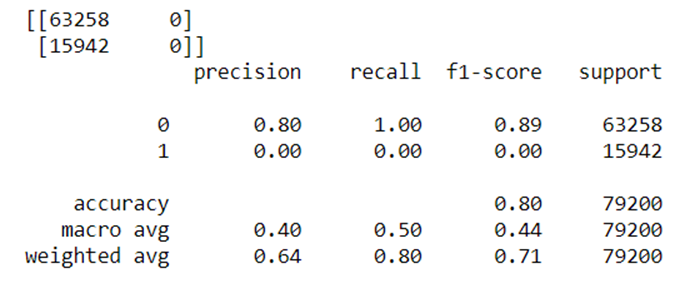 [[63258 0]
[15942 0]]
precision recall f1-score support
0 0.80 1.00 0.89 63258
1 0.00 0.00 0.00 15942
accuracy 0.80 79200
macro avg 0.40 0.50 0.44 79200
weighted avg 0.64 0.80 0.71 79200